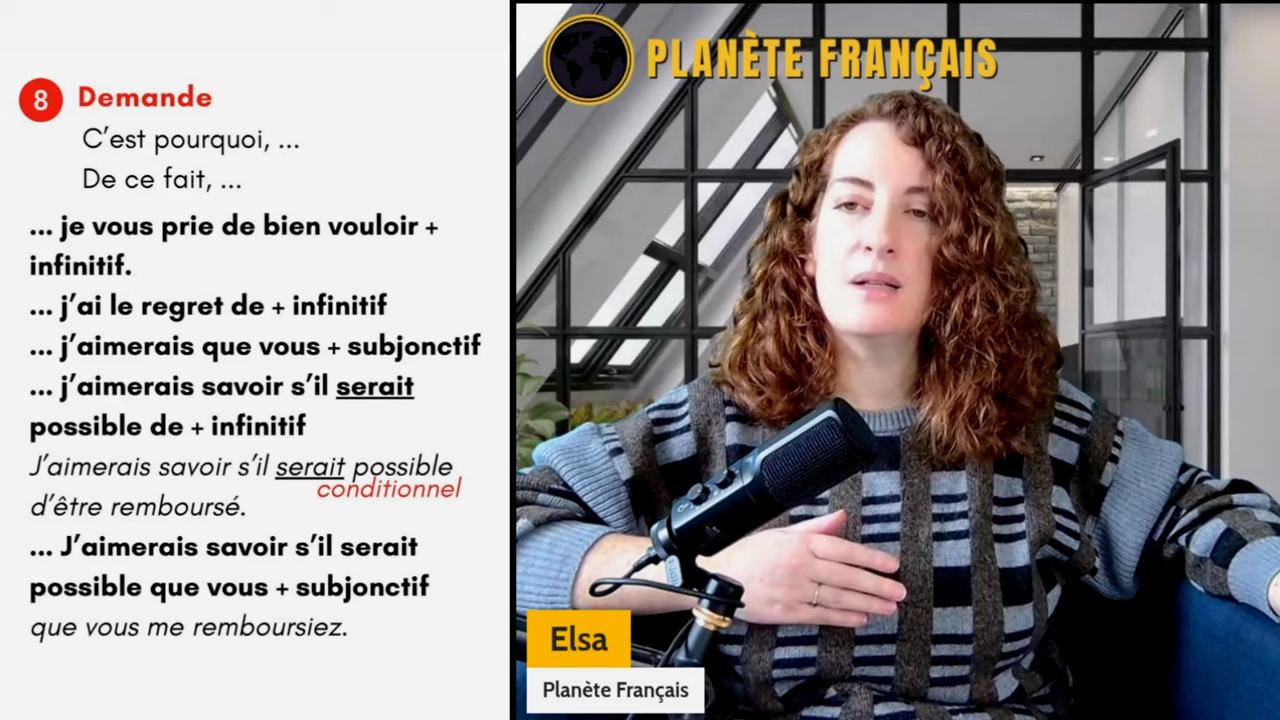 8 Demande
C’est pourquoi, ...
De ce fait, ...
... je vous prie de bien vouloir +
infinitif.
... j’ai le regret de + infinitif
... j’aimerais que vous + subjonctif
... j’aimerais savoir s’il serait
possible de + infinitif
J’aimerais savoir s’il serait possible
conditionnel
d’être remboursé.
... J’aimerais savoir s’il serait
possible que vous + subjonctif
que vous me remboursiez.
PLANÈTE FRANÇAIS
Elsa
Planète Français